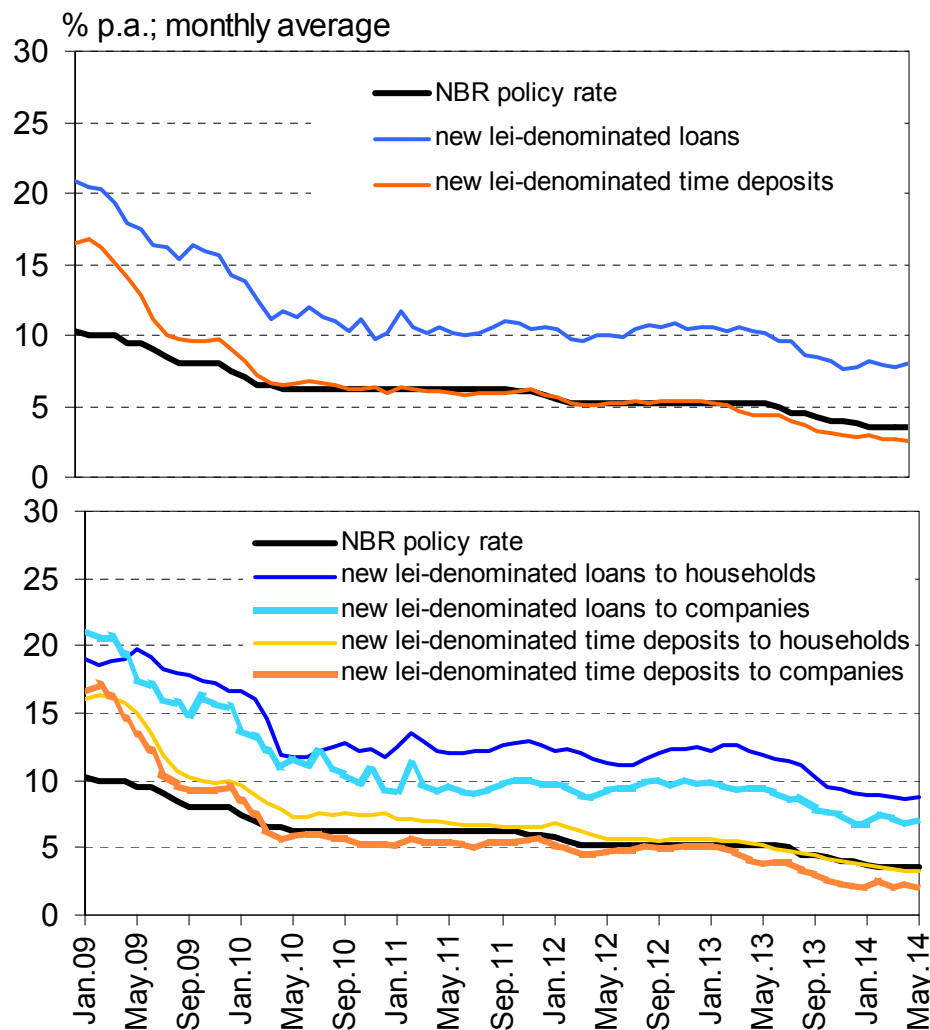 % p.a.; monthly average
30
25
20
15
10
5
0
NBR policy rate
new lei-denominated loans
new lei-denominated time deposits
30
25
20
15
10
5
0
NBR policy rate
new lei-denominated loans to households
new lei-denominated loans to companies
new lei-denominated time deposits to households
new lei-denominated time deposits to companies
Jan.09
May.09
Sep.09
Jan.10
May.10
Sep.10
Jan.11
May.11
Sep.11
Jan.12
May.12
Sep.12
Jan.13
May.13
Sep.13
Jan.14
May.14